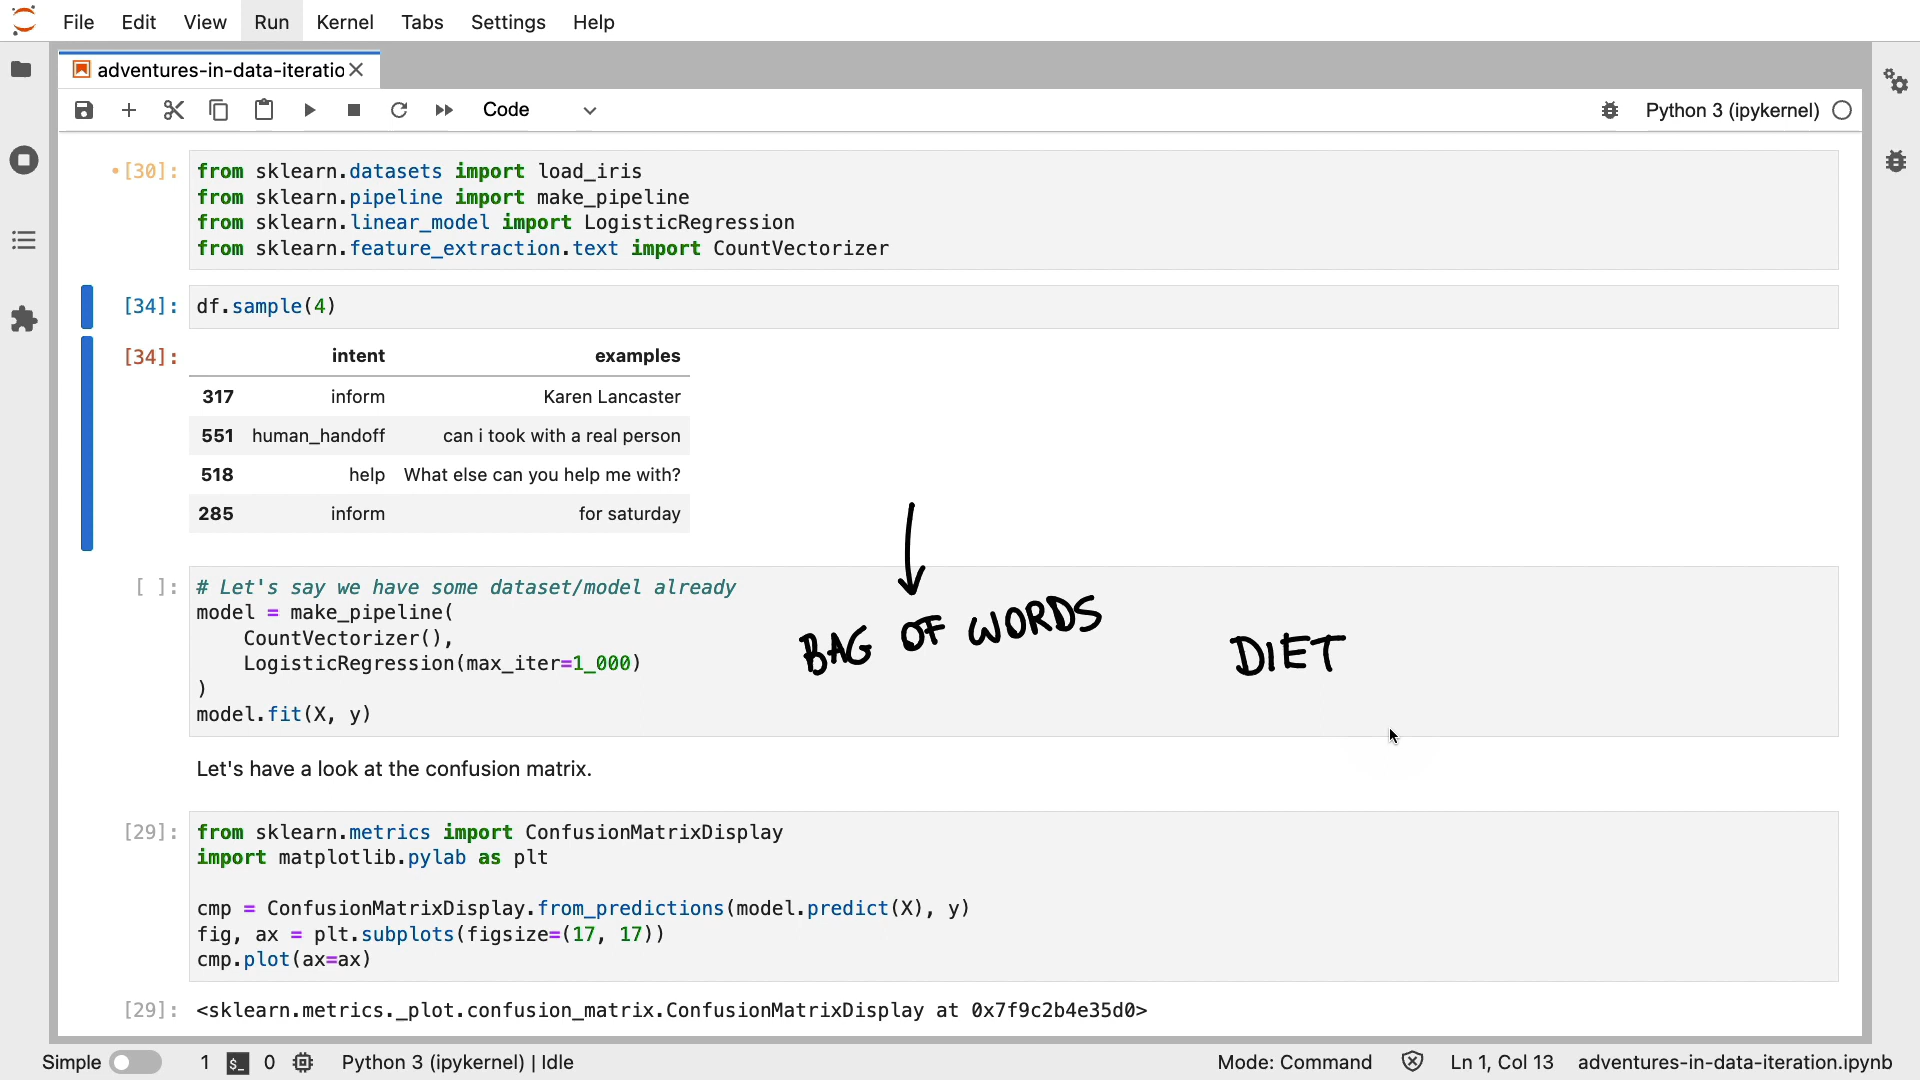 File Edit View Run Kernel Tabs Settings Help
adventures-in-data-iteratio
Code
Python 3 (ipykernel)
[30]: from sklearn.datasets import load_iris
from sklearn.pipeline import make_pipeline
from sklearn.linear_model import LogisticRegression
from sklearn.feature_extraction.text import CountVectorizer
[34]: df.sample(4)
[34]: intent examples
317 inform Karen Lancaster
551 human_handoff can i took with a real person
518 help What else can you help me with?
285 inform for saturday
[ ]: # Let's say we have some dataset/model already
model = make_pipeline(
CountVectorizer(),
LogisticRegression(max_iter=1_000)
)
model.fit(X, y)
BAG OF WORDS
DIET
Let's have a look at the confusion matrix.
[29]: from sklearn.metrics import ConfusionMatrixDisplay
import matplotlib.pylab as plt
cmp = ConfusionMatrixDisplay.from_predictions(model.predict(X), y)
fig, ax = plt.subplots(figsize=(17, 17))
cmp.plot(ax=ax)
[29]: <sklearn.metrics._plot.confusion_matrix.ConfusionMatrixDisplay at 0x7f9c2b4e35d0>
Simple 1 $_ 0 Python 3 (ipykernel) | Idle Mode: Command Ln 1, Col 13 adventures-in-data-iteration.ipynb